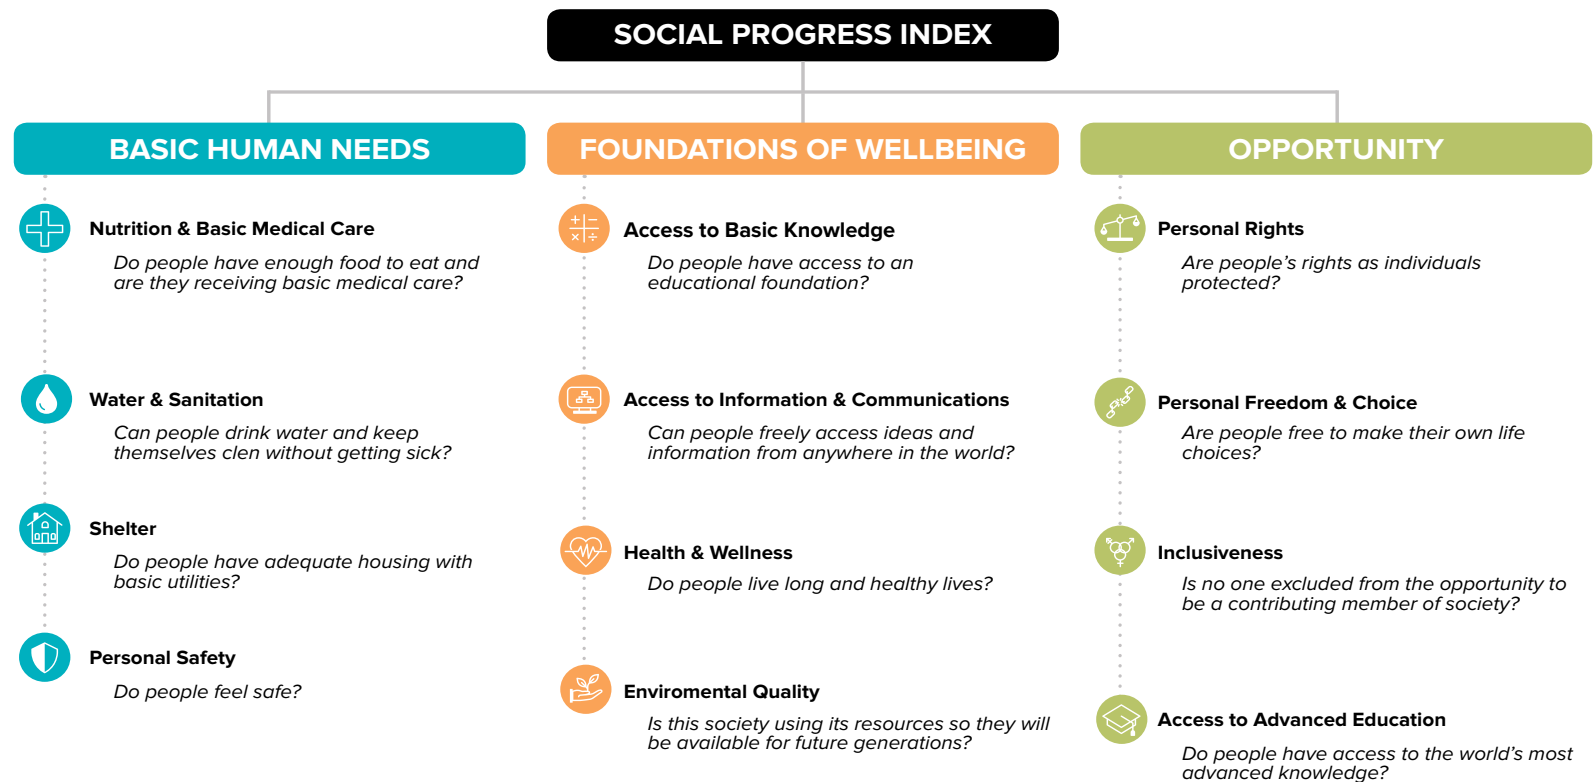 SOCIAL PROGRESS INDEX
BASIC HUMAN NEEDS
Nutrition & Basic Medical Care
Do people have enough food to eat and
are they receiving basic medical care?
Water & Sanitation
Can people drink water and keep
themselves clen without getting sick?
Shelter
Do people have adequate housing with
basic utilities?
Personal Safety
Do people feel safe?
FOUNDATIONS OF WELLBEING
Access to Basic Knowledge
Do people have access to an
educational foundation?
Access to Information & Communications
Can people freely access ideas and
information from anywhere in the world?
Health & Wellness
Do people live long and healthy lives?
Enviromental Quality
Is this society using its resources so they will
be available for future generations?
OPPORTUNITY
Personal Rights
Are people’s rights as individuals
protected?
Personal Freedom & Choice
Are people free to make their own life
choices?
Inclusiveness
Is no one excluded from the opportunity to
be a contributing member of society?
Access to Advanced Education
Do people have access to the world’s most
advanced knowledge?